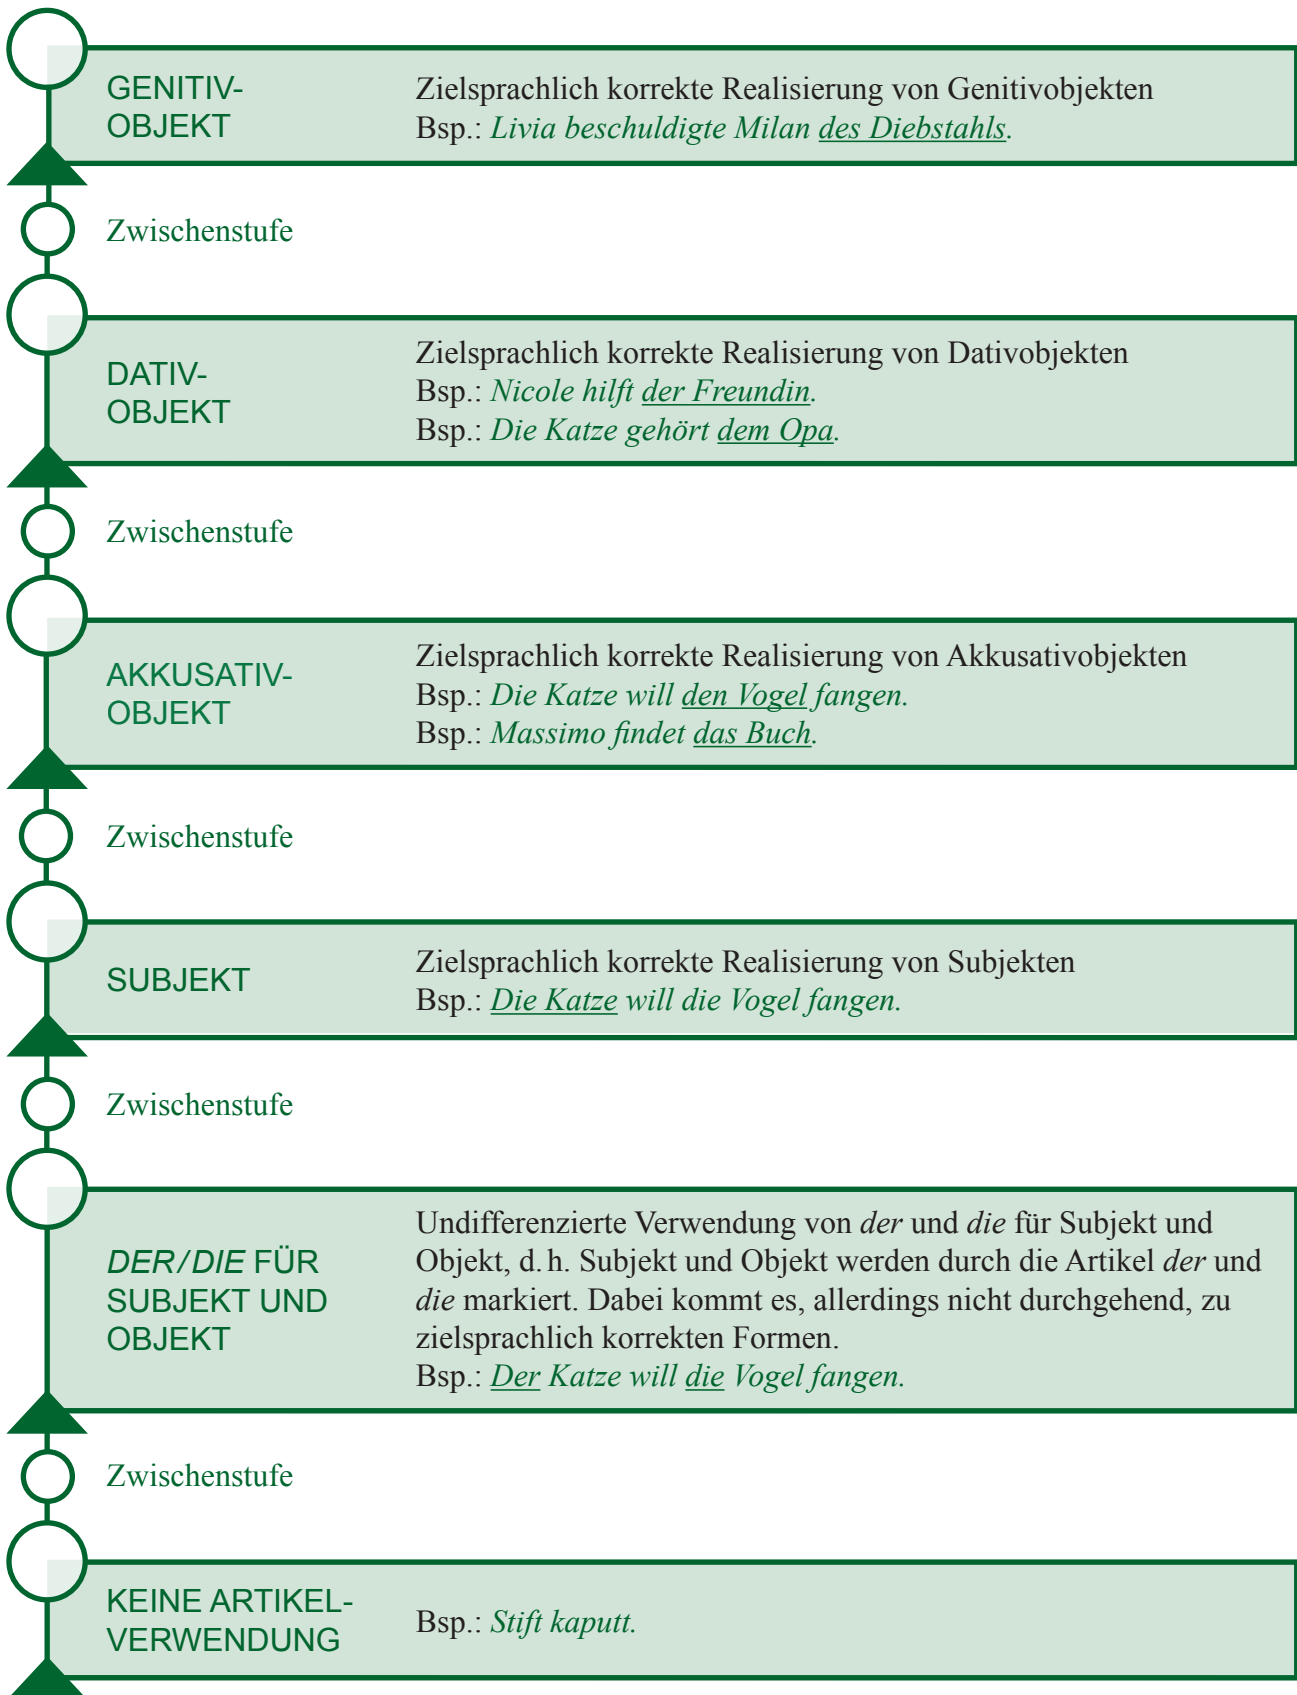 GENITIV-
OBJEKT
Zielsprachlich korrekte Realisierung von Genitivobjekten
Bsp.: Livia beschuldigte Milan des Diebstahls.
Zwischenstufe
DATIV-
OBJEKT
Zielsprachlich korrekte Realisierung von Dativobjekten
Bsp.: Nicole hilft der Freundin.
Bsp.: Die Katze gehört dem Opa.
Zwischenstufe
AKKUSATIV-
OBJEKT
Zielsprachlich korrekte Realisierung von Akkusativobjekten
Bsp.: Die Katze will den Vogel fangen.
Bsp.: Massimo findet das Buch.
Zwischenstufe
SUBJEKT
Zielsprachlich korrekte Realisierung von Subjekten
Bsp.: Die Katze will die Vogel fangen.
Zwischenstufe
DER/DIE FÜR
SUBJEKT UND
OBJEKT
Undifferenzierte Verwendung von der und die für Subjekt und
Objekt, d. h. Subjekt und Objekt werden durch die Artikel der und
die markiert. Dabei kommt es, allerdings nicht durchgehend, zu
zielsprachlich korrekten Formen.
Bsp.: Der Katze will die Vogel fangen.
Zwischenstufe
KEINE ARTIKEL-
VERWENDUNG
Bsp.: Stift kaputt.